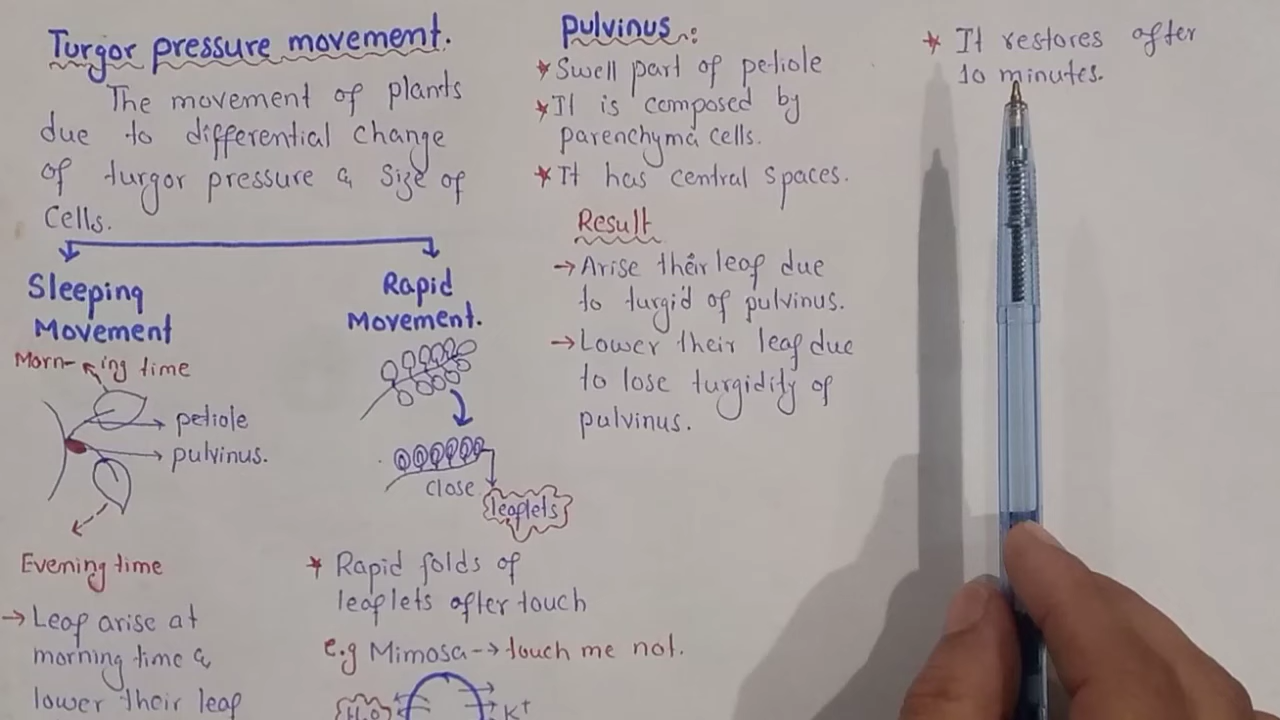 Turgor pressure movement.
The movement of plants
due to differential change
of turgor pressure & size of
cells.
Sleeping
Movement
Morn-ing time
petiole
pulvinus.
Evening time
→ Leaf arise at
morning time &
lower their leaf
Rapid
Movement.
close
leaflets
* Rapid folds of
leaflets after touch
e.g Mimosa --> touch me not.
H2O
K+
Pulvinus:
* Swell part of petiole
* It is composed by
parenchyma cells.
* It has central spaces.
Result
→ Arise their leaf due
to turgid of pulvinus.
→ Lower their leaf due
to lose turgidity of
pulvinus.
* It restores after
10 minutes.